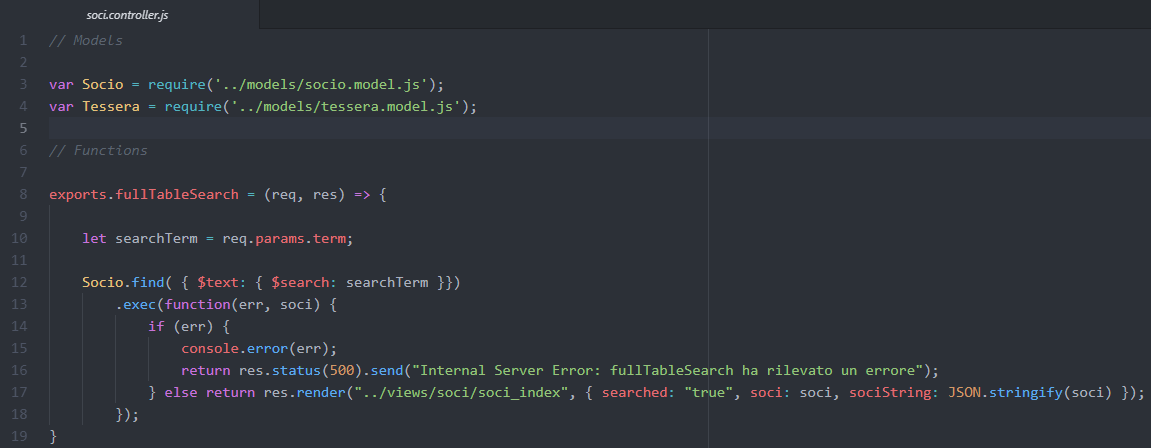 soci.controller.js
1 // Models
2
3 var Socio = require('../models/socio.model.js');
4 var Tessera = require('../models/tessera.model.js');
5
6 // Functions
7
8 exports.fullTableSearch = (req, res) => {
9
10     let searchTerm = req.params.term;
11
12     Socio.find( { $text: { $search: searchTerm }})
13         .exec(function(err, soci) {
14             if (err) {
15                 console.error(err);
16                 return res.status(500).send("Internal Server Error: fullTableSearch ha rilevato un errore");
17             } else return res.render("../views/soci/soci_index", { searched: "true", soci: soci, sociString: JSON.stringify(soci) });
18         });
19 }